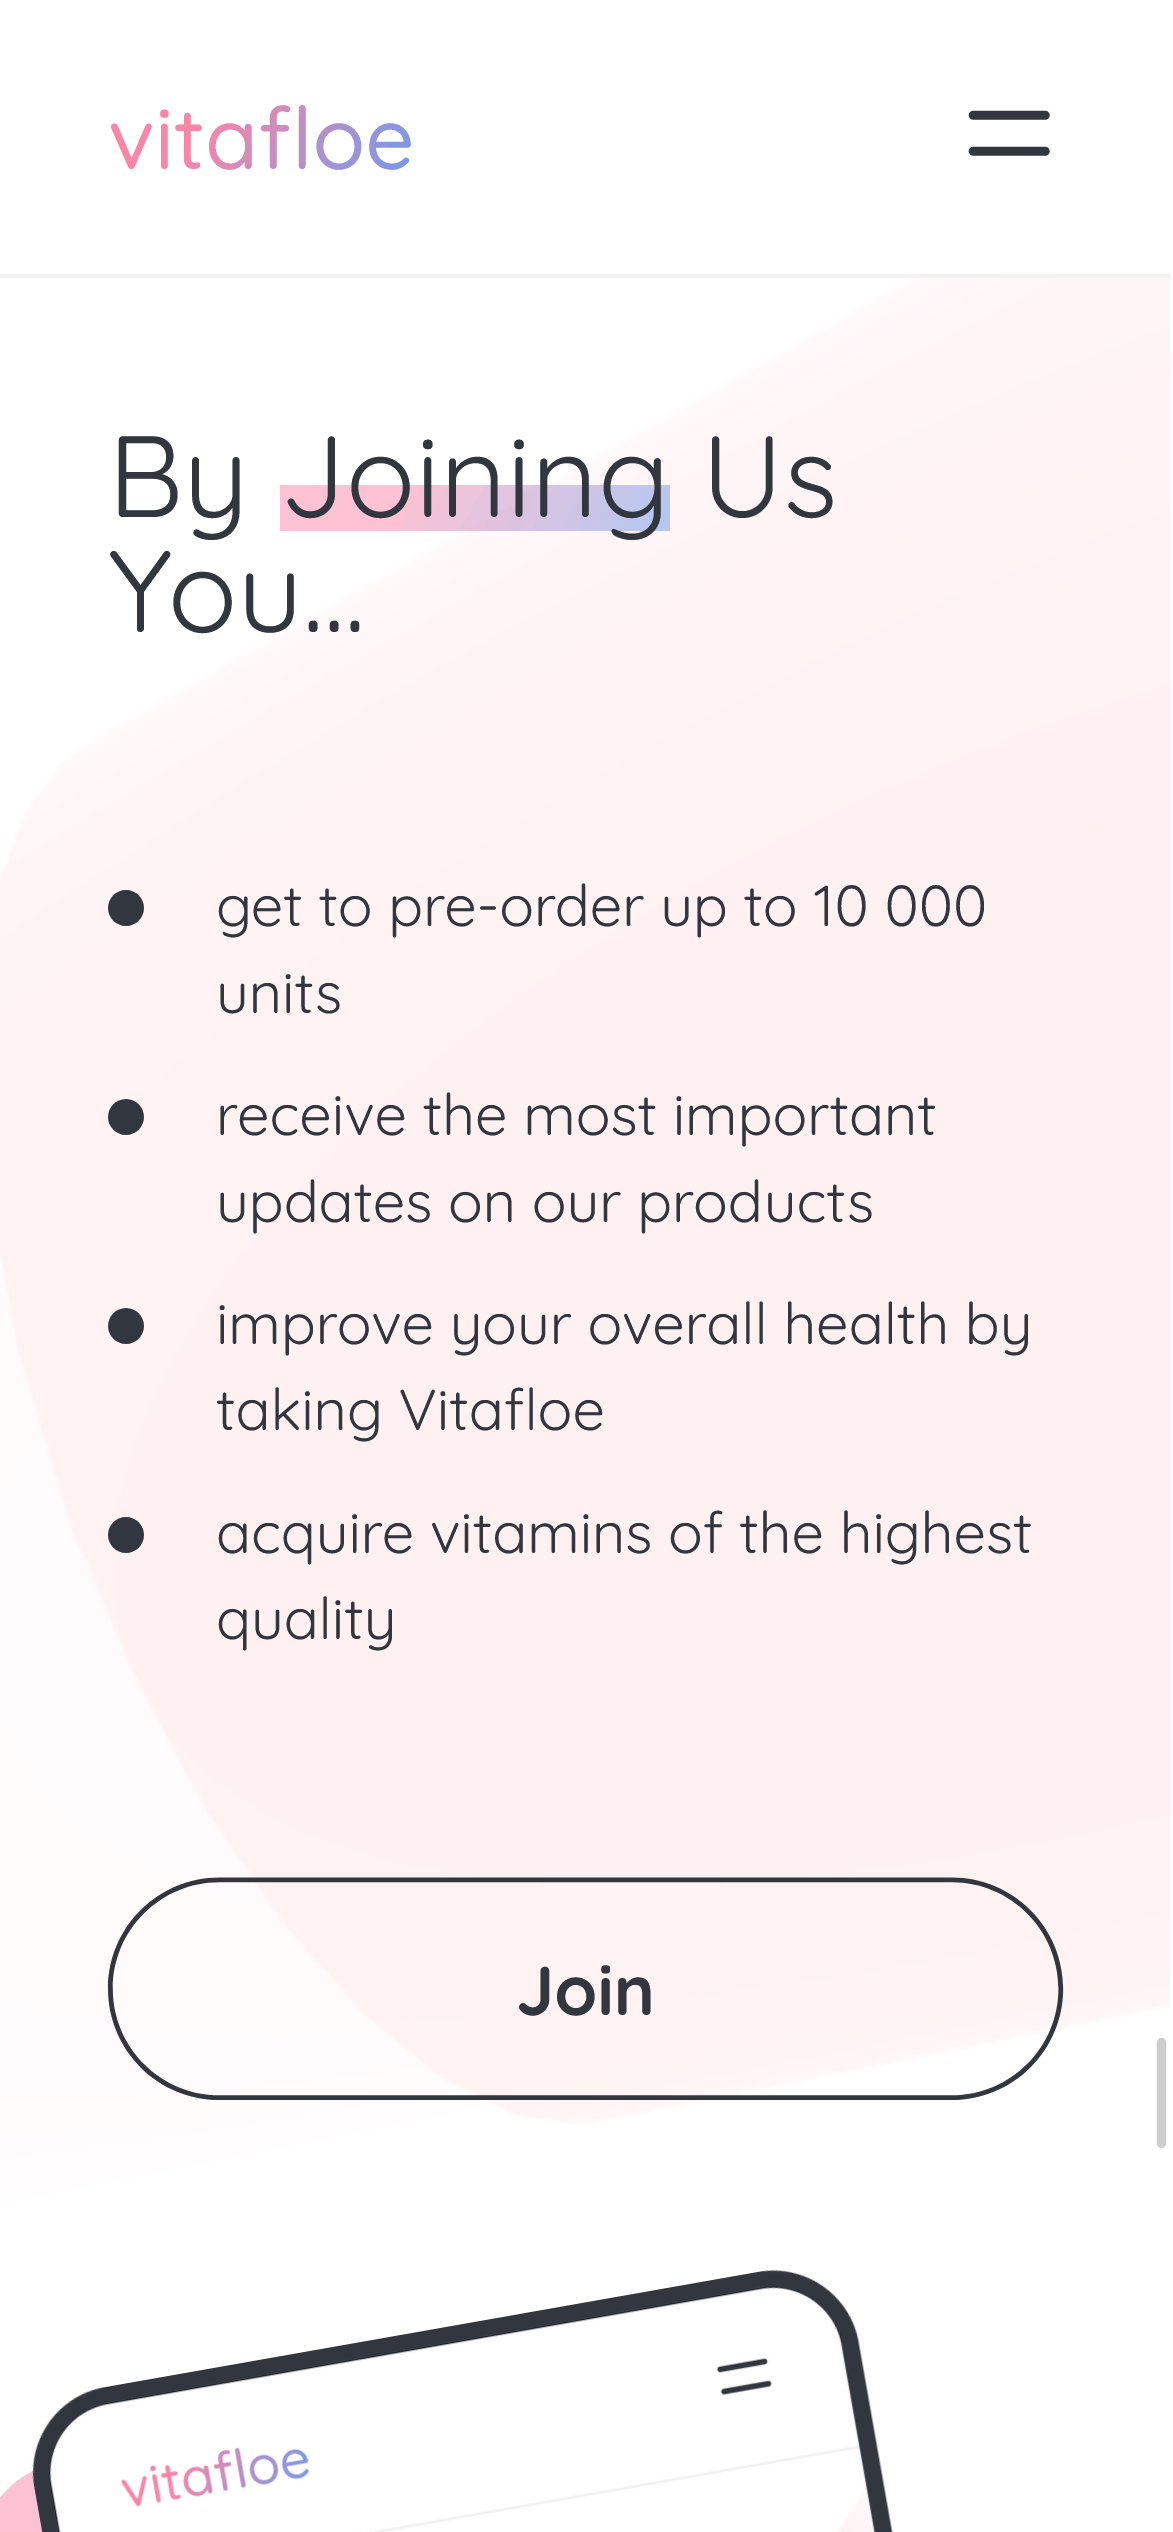 vitafloe
By Joining Us
You...
get to pre-order up to 10 000
units
receive the most important
updates on our products
improve your overall health by
taking Vitafloe
acquire vitamins of the highest
quality
Join
vitafloe